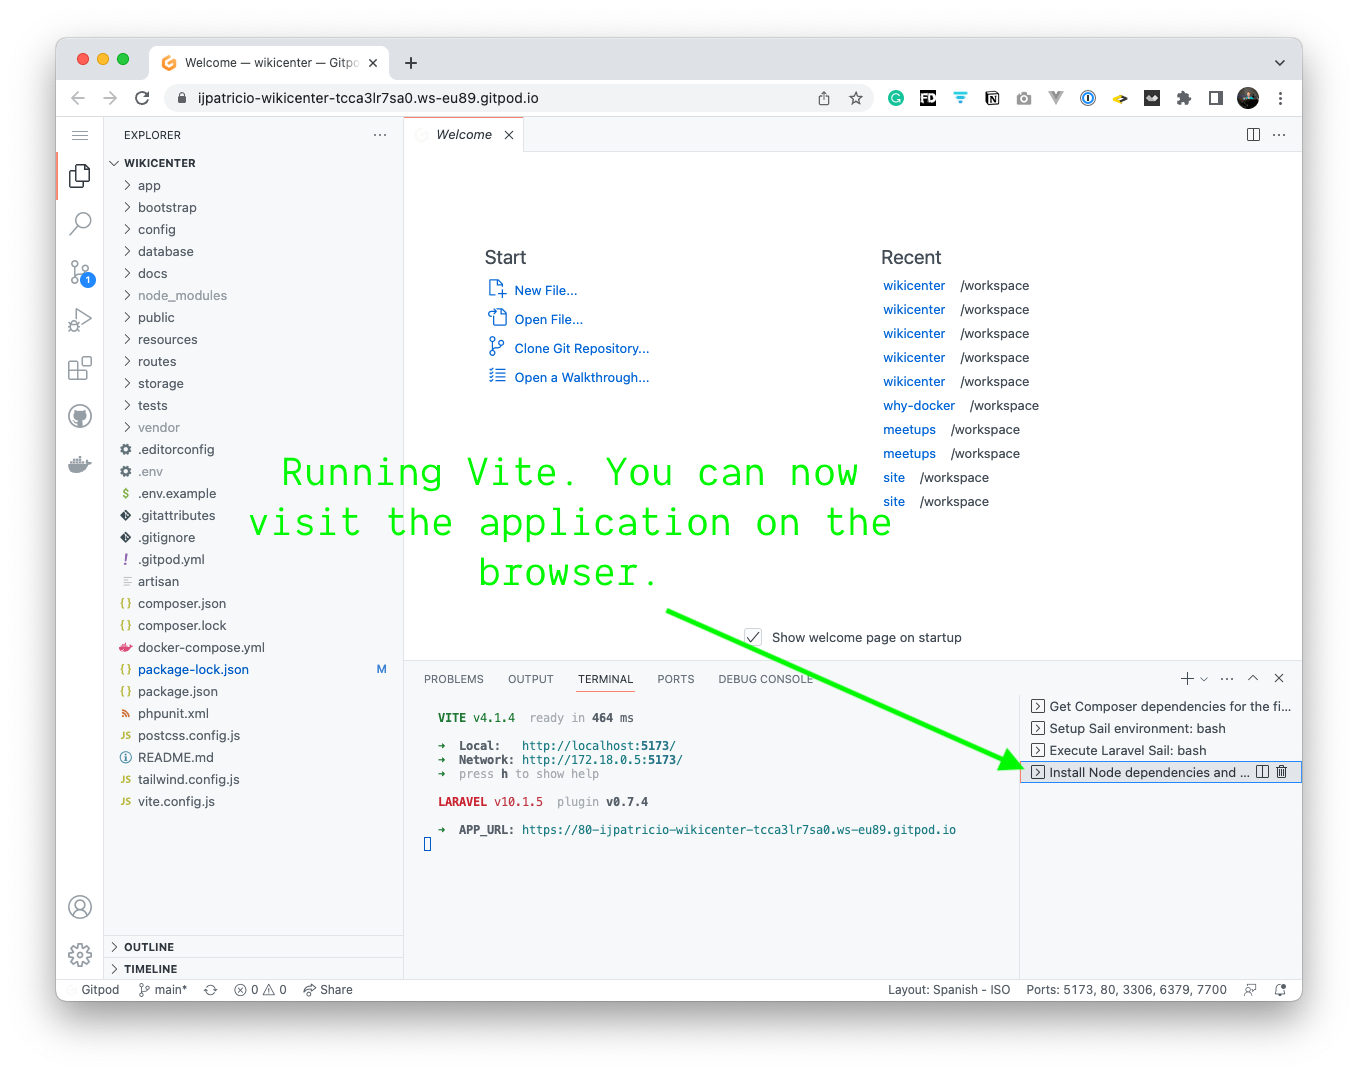 Welcome — wikicenter — Gitpo
ijpatricio-wikicenter-tcca3lr7sa0.ws-eu89.gitpod.io
EXPLORER
Welcome
WIKICENTER
app
bootstrap
config
database
docs
node_modules
public
resources
routes
storage
tests
vendor
.editorconfig
.env
.env.example
.gitattributes
.gitignore
.gitpod.yml
artisan
composer.json
composer.lock
docker-compose.yml
package-lock.json M
package.json
phpunit.xml
postcss.config.js
README.md
tailwind.config.js
vite.config.js
OUTLINE
TIMELINE
1
Start
New File...
Open File...
Clone Git Repository...
Open a Walkthrough...
Recent
wikicenter /workspace
wikicenter /workspace
wikicenter /workspace
wikicenter /workspace
wikicenter /workspace
why-docker /workspace
meetups /workspace
meetups /workspace
site /workspace
site /workspace
Running Vite. You can now
visit the application on the
browser.
Show welcome page on startup
PROBLEMS OUTPUT TERMINAL PORTS DEBUG CONSOLE
VITE v4.1.4 ready in 464 ms
➜ Local: http://localhost:5173/
➜ Network: http://172.18.0.5:5173/
➜ press h to show help
LARAVEL v10.1.5 plugin v0.7.4
➜ APP_URL: https://80-ijpatricio-wikicenter-tcca3lr7sa0.ws-eu89.gitpod.io
Get Composer dependencies for the fi...
Setup Sail environment: bash
Execute Laravel Sail: bash
Install Node dependencies and ...
Gitpod main* 0 0 Share Layout: Spanish - ISO Ports: 5173, 80, 3306, 6379, 7700